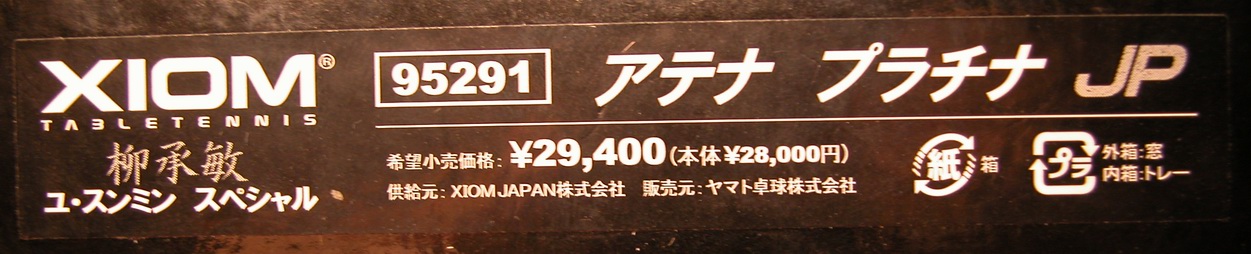 XIOM®
TABLETENNIS
柳承敏
ユ・スンミン スペシャル
95291 アテナ プラチナ JP
希望小売価格: ¥29,400(本体¥28,000円)
供給元: XIOM JAPAN株式会社 販売元: ヤマト卓球株式会社
紙 箱
プラ 外箱:窓
内箱:トレー